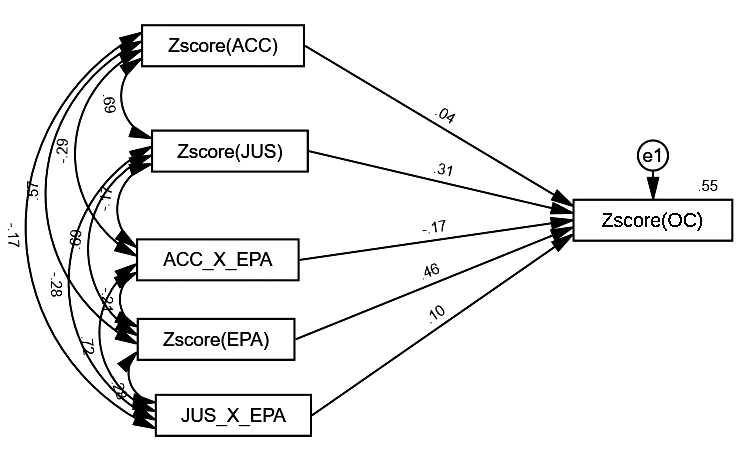 Zscore(ACC)
.69
.04
-.29
Zscore(JUS)
.31
e1
.55
.57
-.17
-.17
Zscore(OC)
.69
-.17
ACC_X_EPA
-.28
.46
Zscore(EPA)
.72
.10
JUS_X_EPA